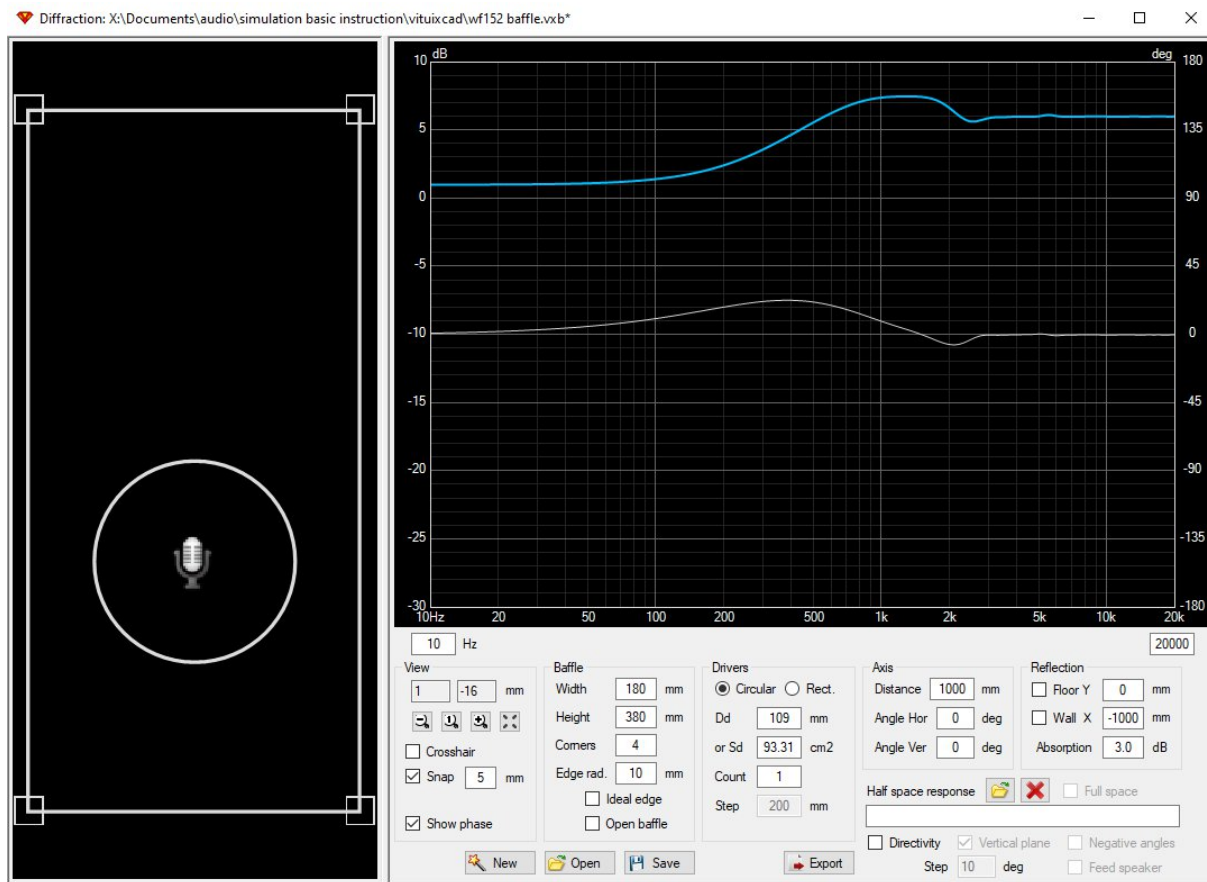 Diffraction: X:\Documents\audio\simulation basic instruction\vituixcad\wf152 baffle.vxb*
10 dB deg 180
5 135
0 90
-5 45
-10 0
-15 -45
-20 -90
-25 -135
-30 -180
10Hz 20 50 100 200 500 1k 2k 5k 10k 20k
10 Hz 20000
View Baffle Drivers Axis Reflection
1 -16 mm Width 180 mm Circular Rect. Distance 1000 mm Floor Y 0 mm
Height 380 mm Dd 109 mm Angle Hor 0 deg Wall X -1000 mm
Crosshair Corners 4 or Sd 93.31 cm2 Angle Ver 0 deg Absorption 3.0 dB
Snap 5 mm Edge rad. 10 mm Count 1
Ideal edge Step 200 mm Half space response Full space
Show phase Open baffle
Directivity Vertical plane Negative angles
New Open Save Export Step 10 deg Feed speaker